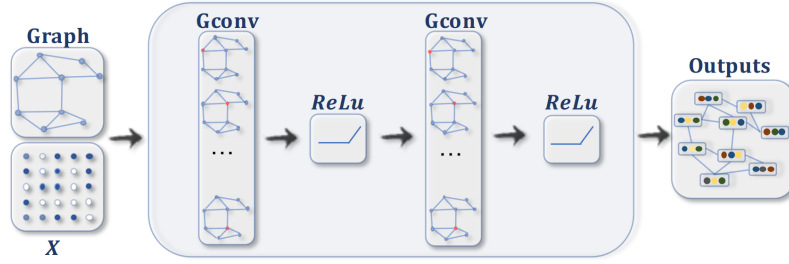 Graph
X
Gconv
...
ReLu
Gconv
...
ReLu
Outputs